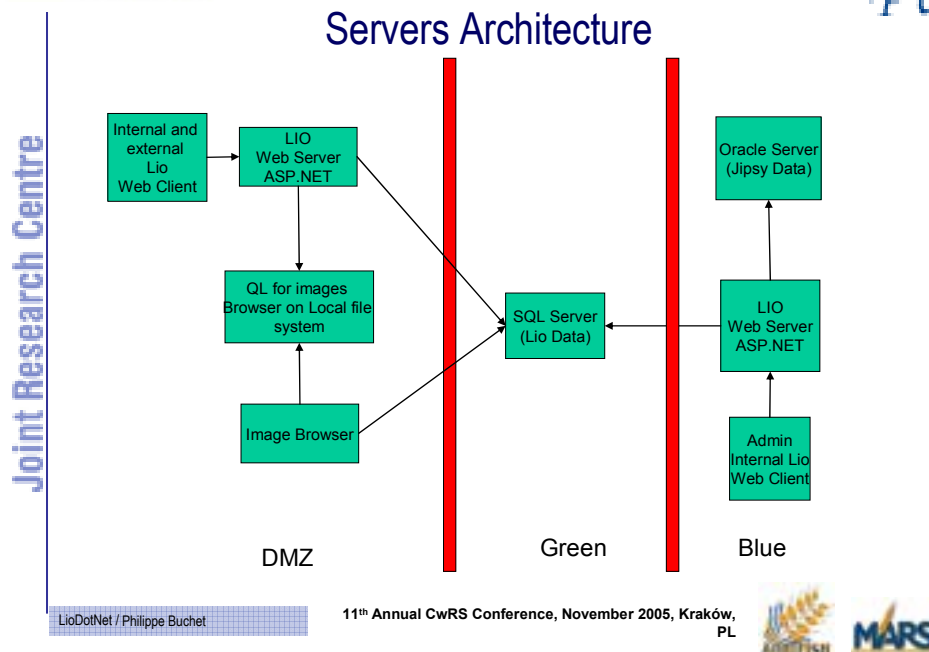 Servers Architecture
Joint Research Centre
Internal and
external
Lio
Web Client
LIO
Web Server
ASP.NET
QL for images
Browser on Local file
system
Image Browser
SQL Server
(Lio Data)
Oracle Server
(Jipsy Data)
LIO
Web Server
ASP.NET
Admin
Internal Lio
Web Client
DMZ
Green
Blue
LioDotNet / Philippe Buchet
11th Annual CwRS Conference, November 2005, Kraków,
PL
MARS